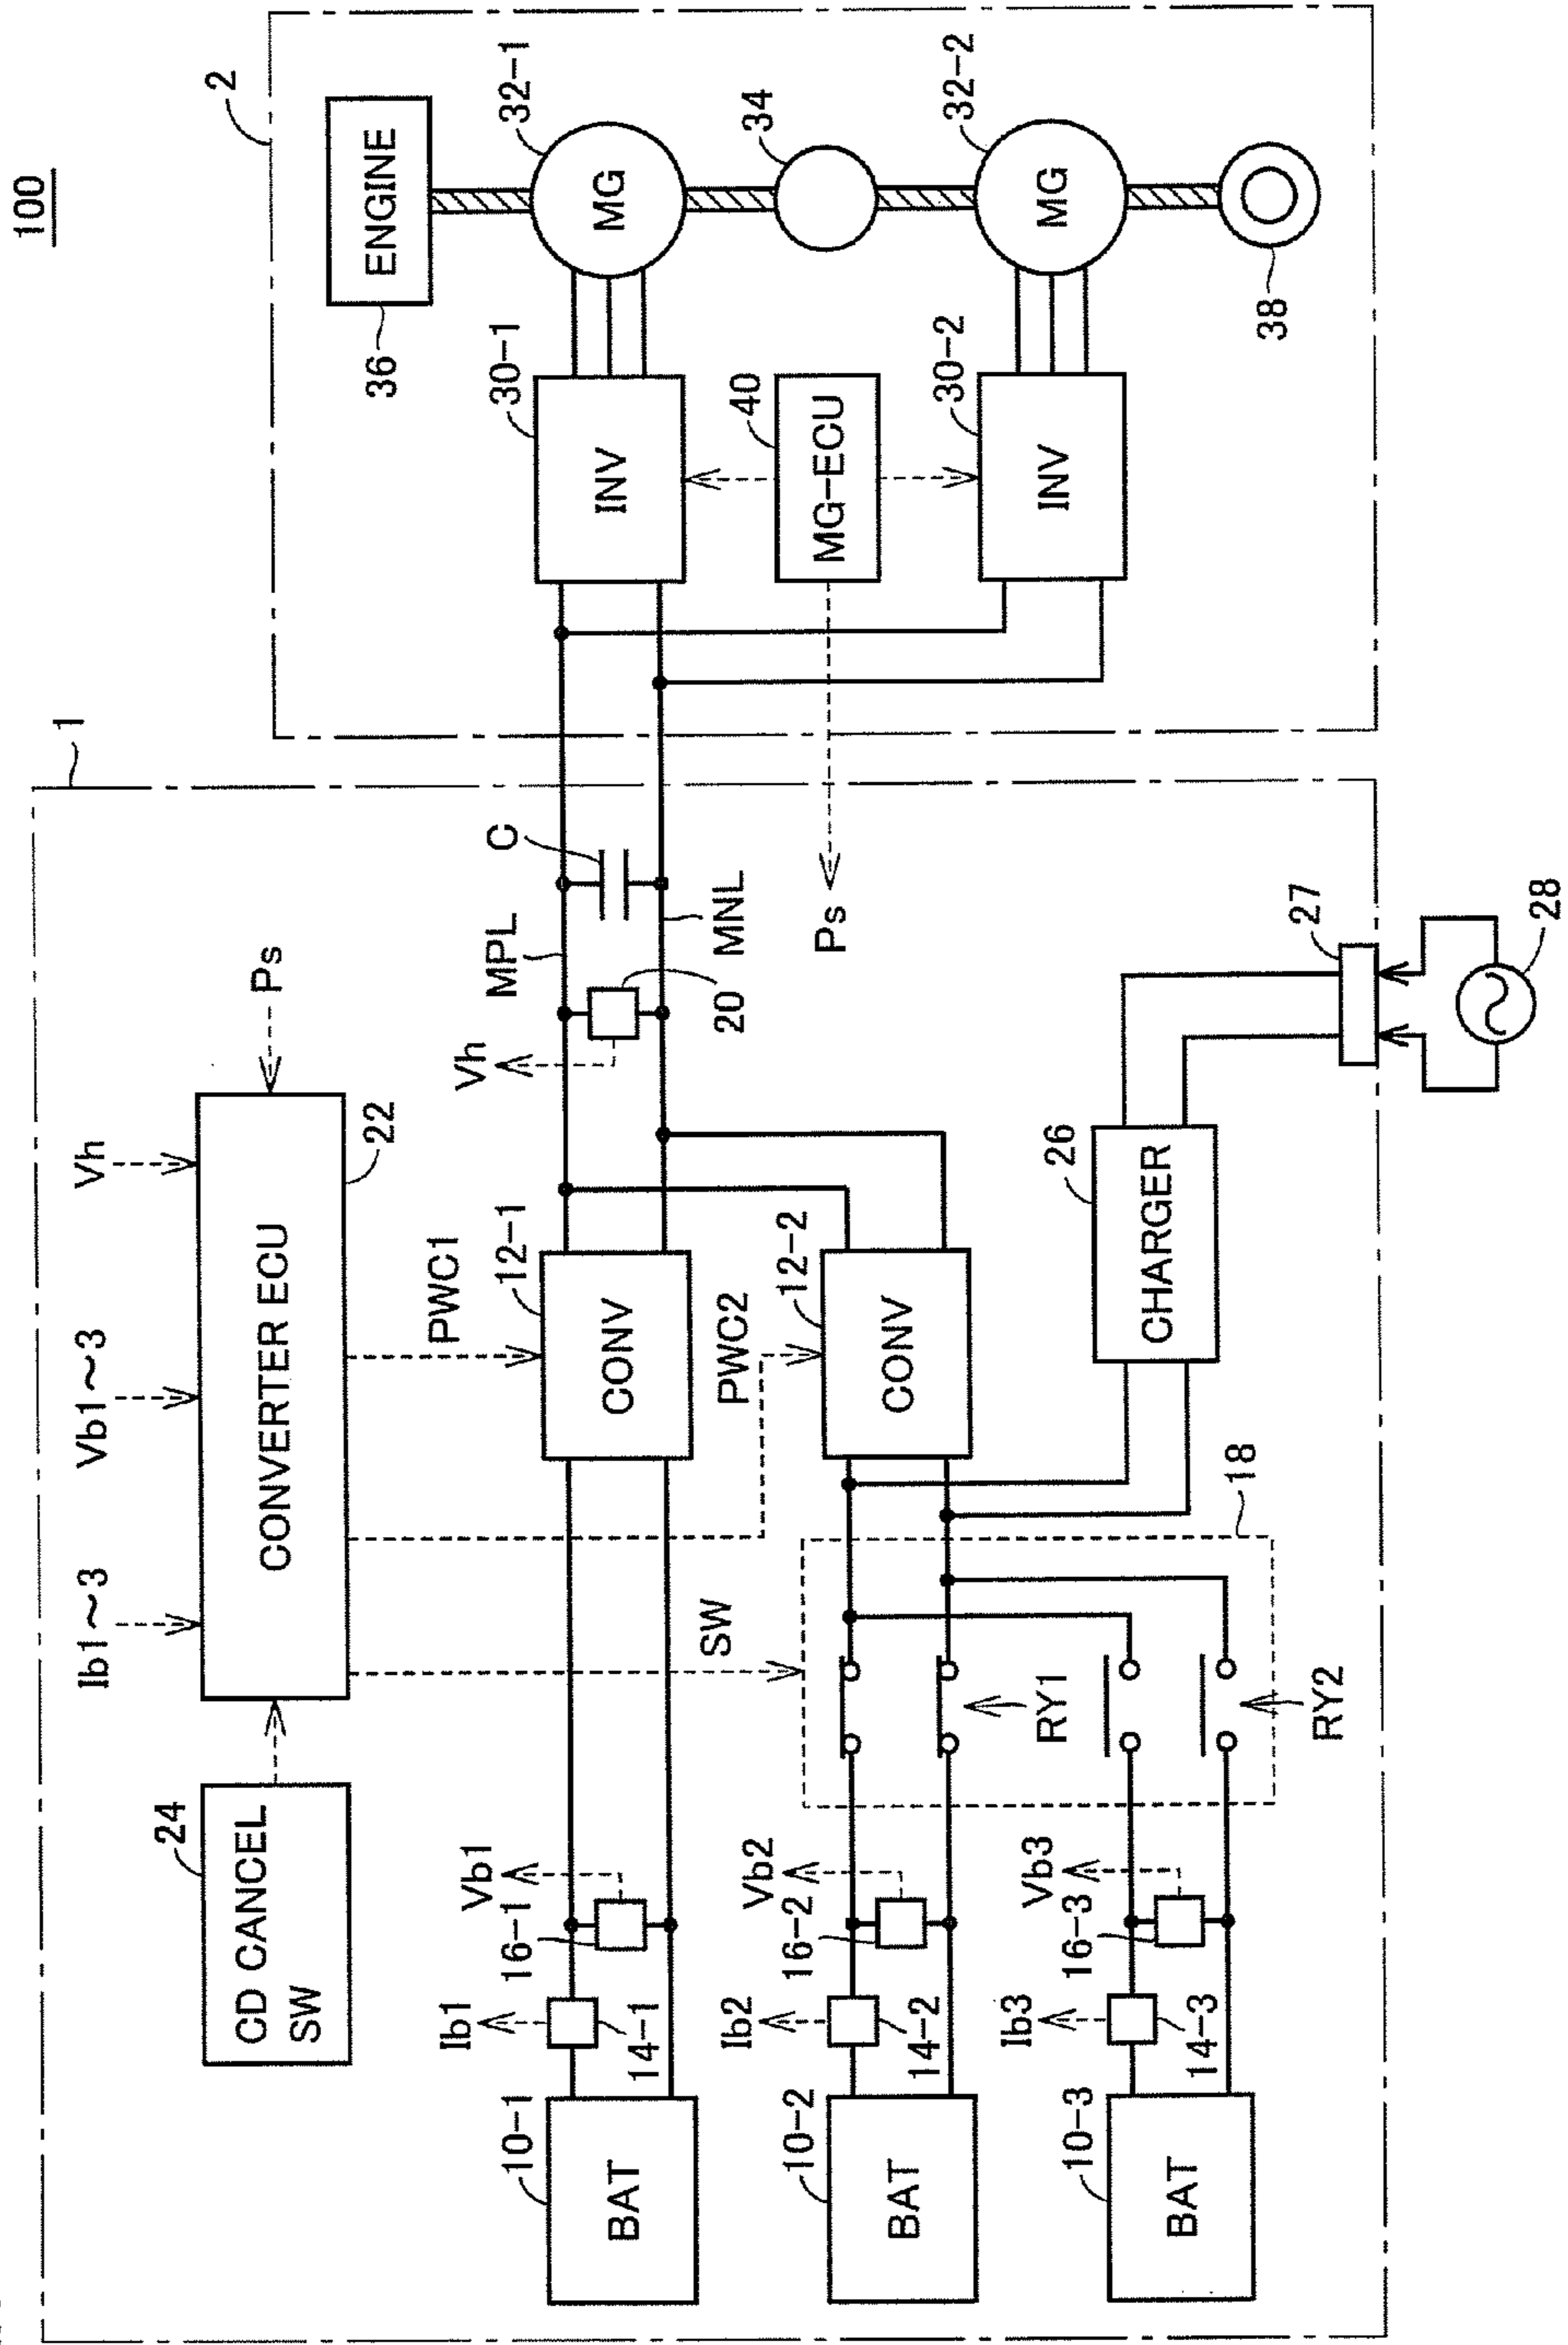 100
1
2
Ib1~3
Vb1~3
Vh
24
CD CANCEL
SW
CONVERTER ECU
22
Ps
ENGINE
36
PWC1
SW
PWC2
10-1
BAT
Ib1
14-1
16-1
Vb1
12-1
CONV
Vh
MPL
20
C
MNL
30-1
INV
32-1
MG
10-2
BAT
Ib2
14-2
16-2
Vb2
RY1
18
12-2
CONV
Ps
40
MG-ECU
34
10-3
BAT
Ib3
14-3
16-3
Vb3
RY2
26
CHARGER
27
28
30-2
INV
32-2
MG
38